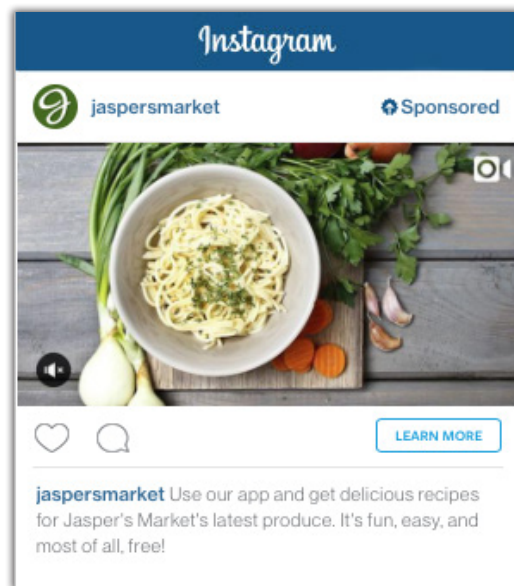 Instagram
jaspersmarket Sponsored
LEARN MORE
jaspersmarket Use our app and get delicious recipes
for Jasper's Market's latest produce. It's fun, easy, and
most of all, free!